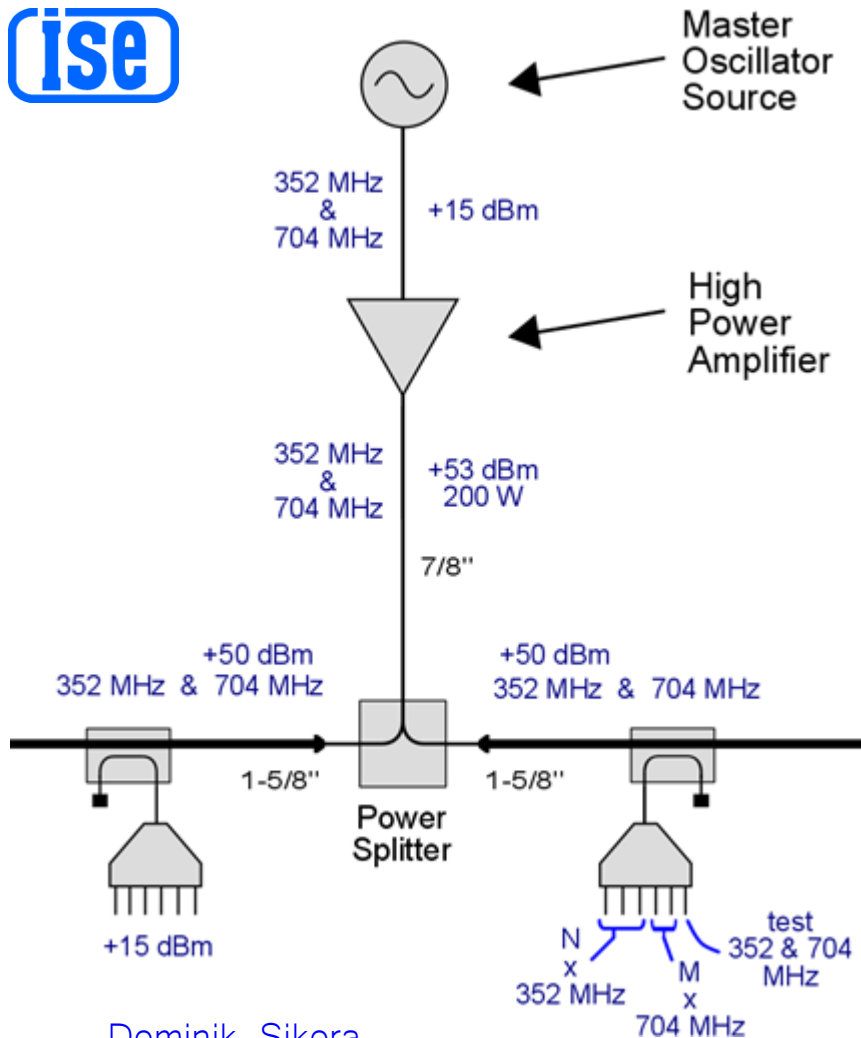 ise
Master
Oscillator
Source
352 MHz
&
704 MHz
+15 dBm
High
Power
Amplifier
352 MHz
&
704 MHz
+53 dBm
200 W
7/8"
+50 dBm
352 MHz & 704 MHz
+50 dBm
352 MHz & 704 MHz
1-5/8"
1-5/8"
Power
Splitter
+15 dBm
N
x
352 MHz
M
x
704 MHz
test
352 & 704
MHz
Dominik Sikora